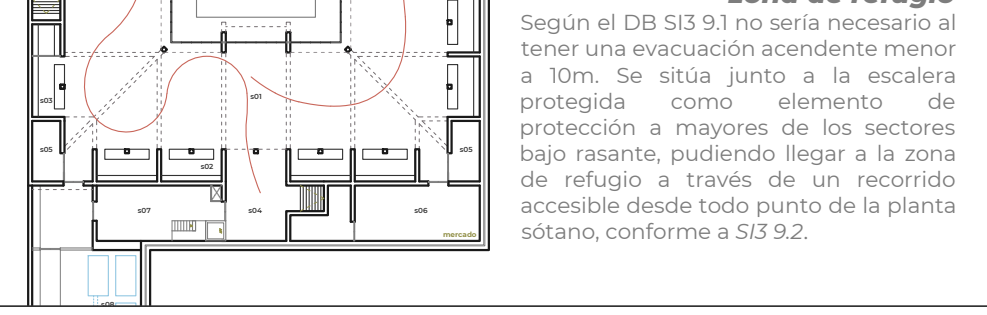 zona de refugio
Según el DB SI3 9.1 no sería necesario al
tener una evacuación acendente menor
a 10m. Se sitúa junto a la escalera
protegida como elemento de
protección a mayores de los sectores
bajo rasante, pudiendo llegar a la zona
de refugio a través de un recorrido
accesible desde todo punto de la planta
sótano, conforme a SI3 9.2.
s01
s03
s05
s02
s05
s07
s04
s06
mercado
s08